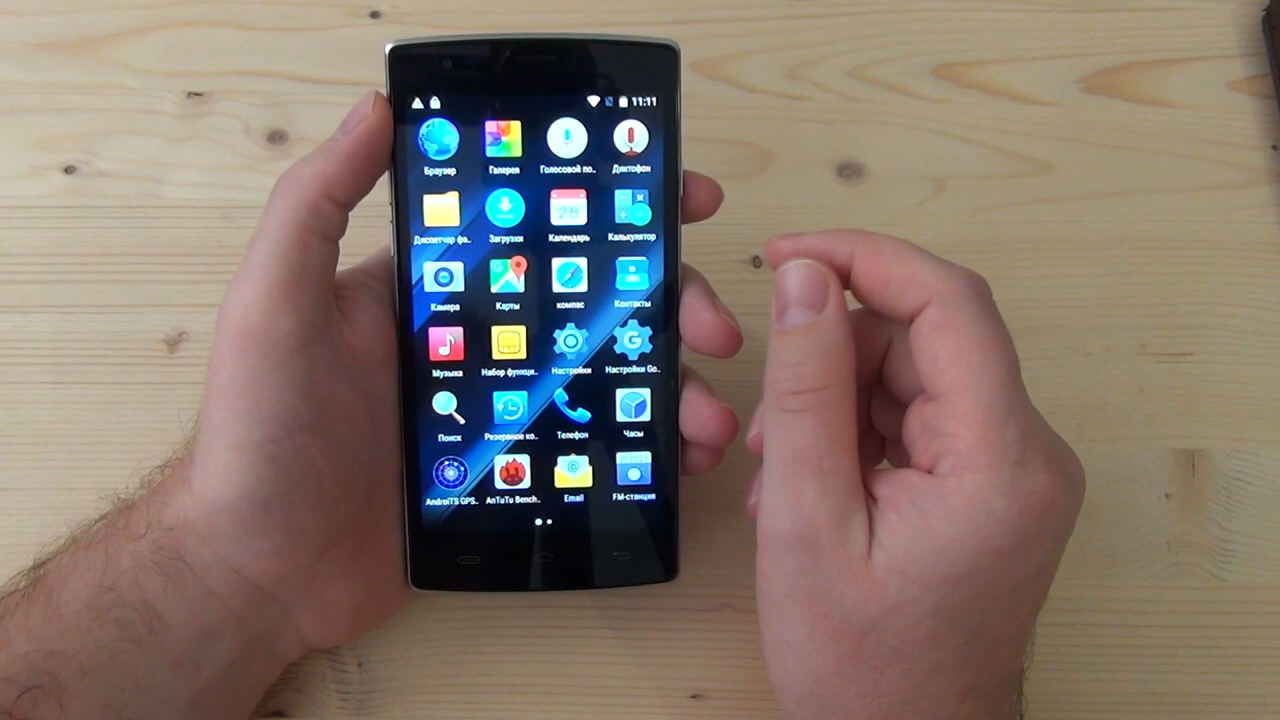 11:11
Браузер Галерея Голосовой по.. Диктофон
Диспетчер фа.. Загрузки Календарь Калькулятор
28
Камера Карты компас Контакты
Музыка Набор функци.. Настройки Настройки Go..
Поиск Резервное ко.. Телефон Часы
AndroiTS GPS.. AnTuTu Bench.. Email FM-станция